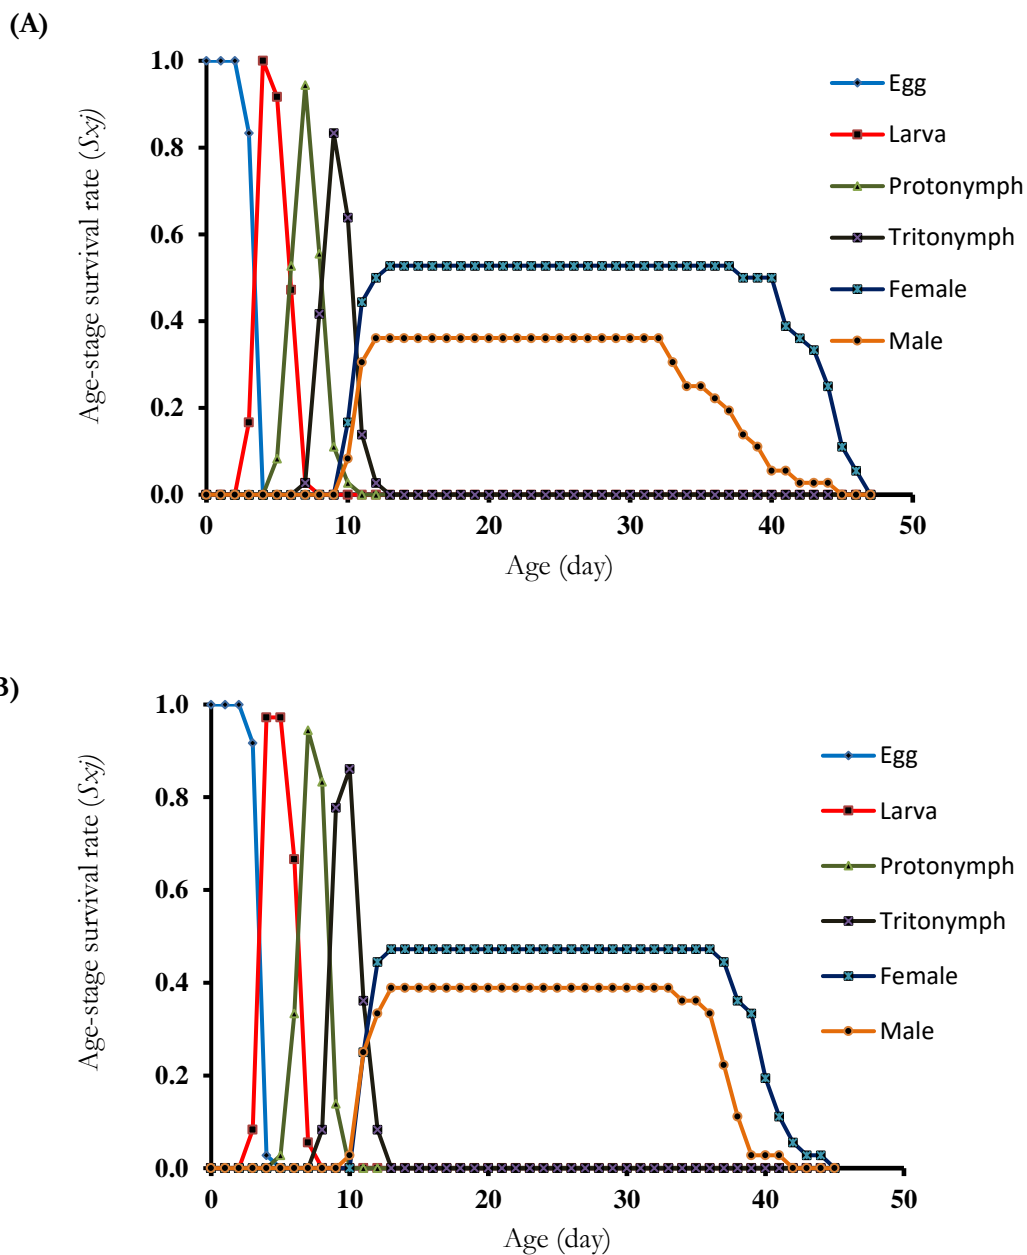 (A)
1.0
0.8
0.6
0.4
0.2
0.0
Age-stage survival rate (Sxj)
0 10 20 30 40 50
Age (day)
Egg
Larva
Protonymph
Tritonymph
Female
Male
B)
1.0
0.8
0.6
0.4
0.2
0.0
Age-stage survival rate (Sxj)
0 10 20 30 40 50
Age (day)
Egg
Larva
Protonymph
Tritonymph
Female
Male